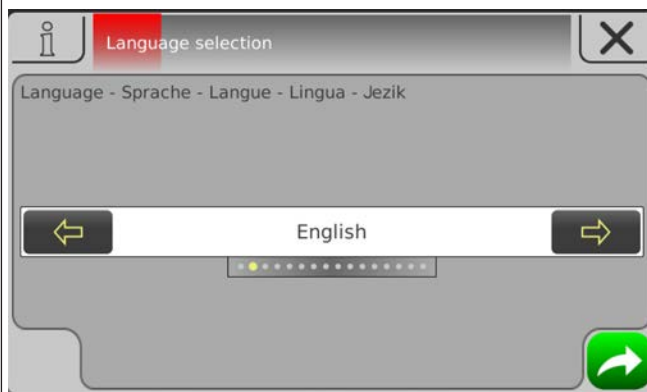 Language selection
Language - Sprache - Langue - Lingua - Jezik
English